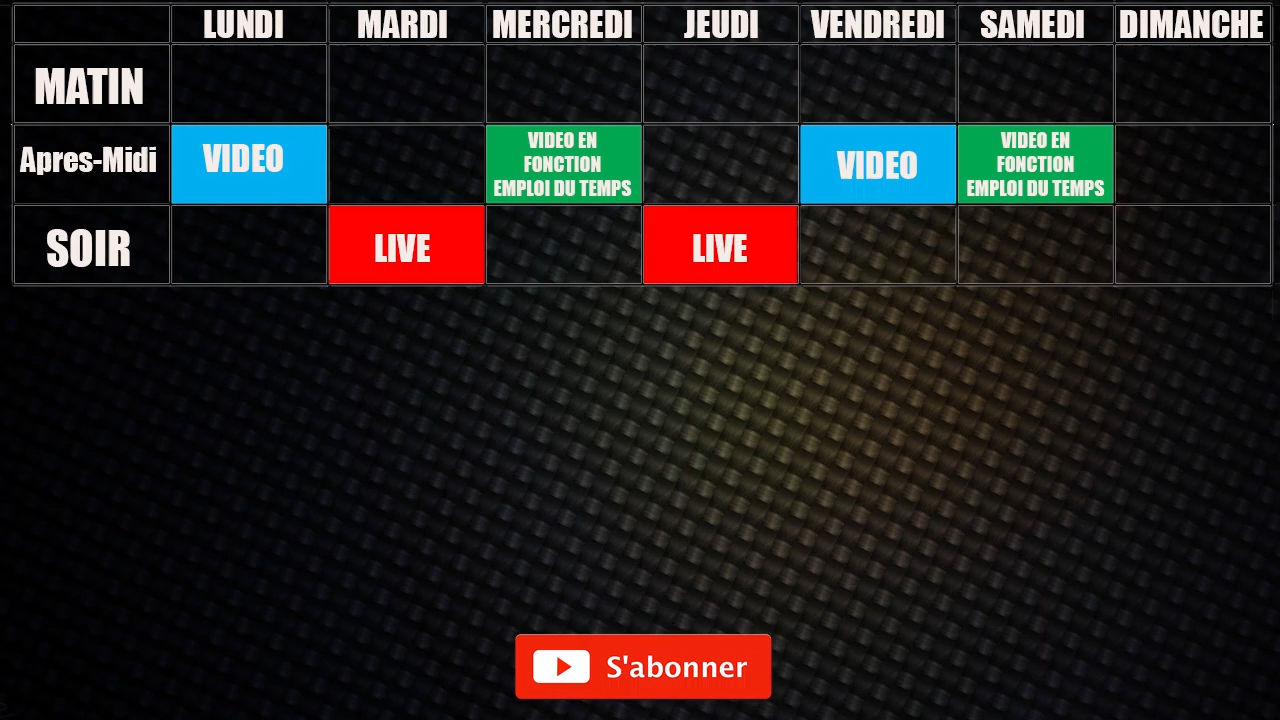 LUNDI MARDI MERCREDI JEUDI VENDREDI SAMEDI DIMANCHE
MATIN
Apres-Midi VIDEO VIDEO EN FONCTION EMPLOI DU TEMPS VIDEO VIDEO EN FONCTION EMPLOI DU TEMPS
SOIR LIVE LIVE
S'abonner